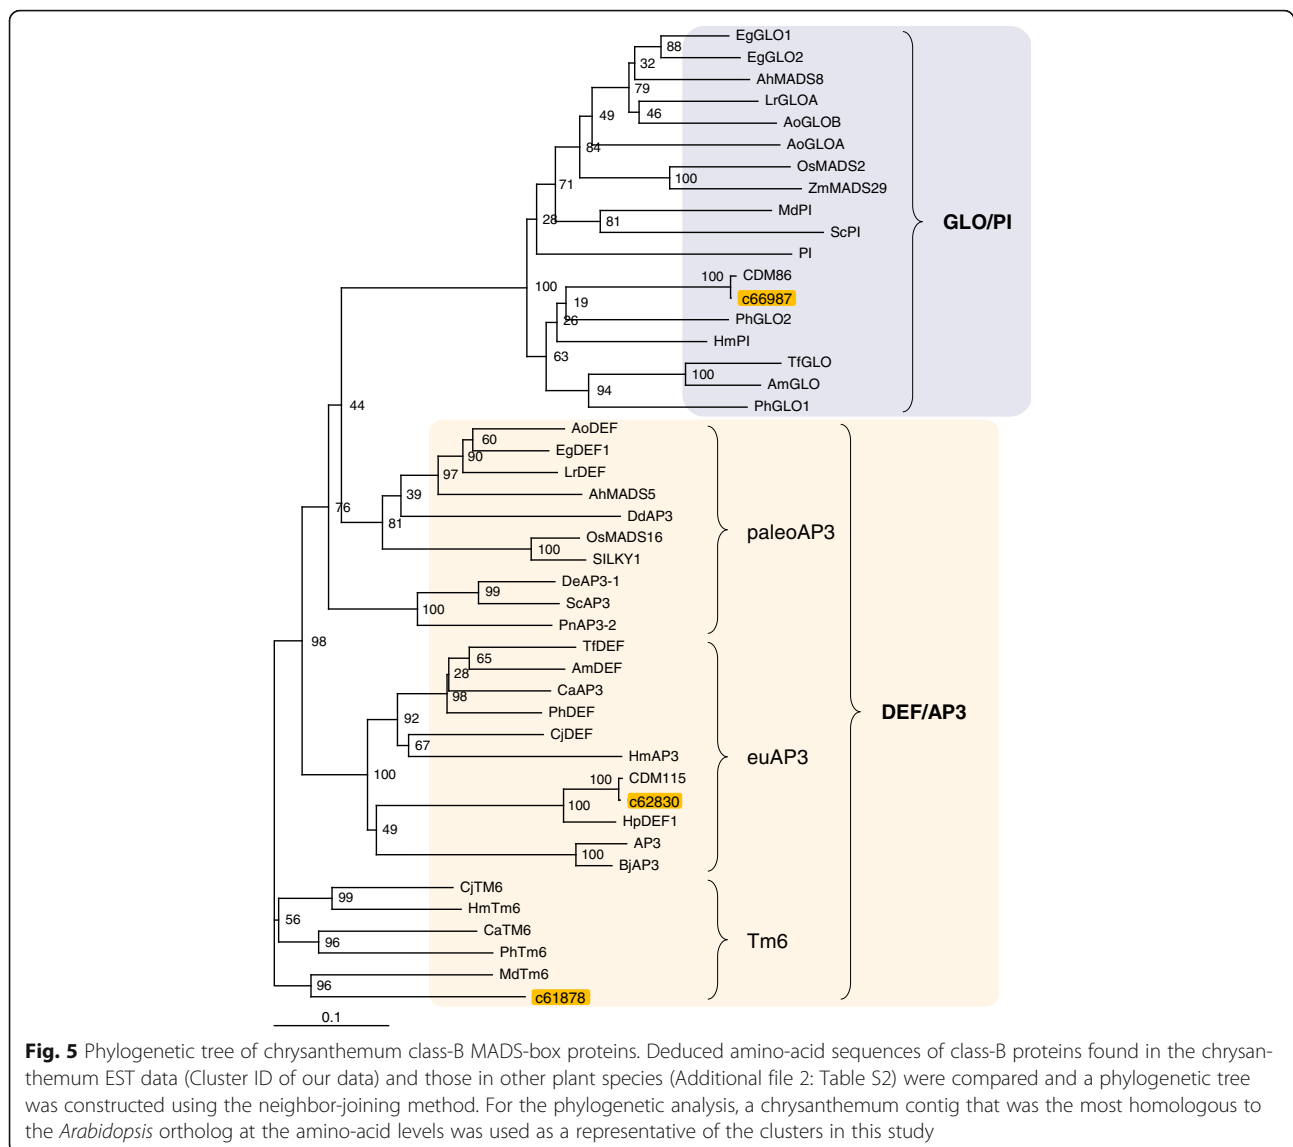 EgGLO1
88
EgGLO2
32
AhMADS8
79
LrGLOA
49
46
AoGLOB
84
AoGLOA
OsMADS2
71
100
ZmMADS29
28
MdPI
81
GLO/PI
ScPI
PI
100
100
CDM86
19
c66987
26
PhGLO2
HmPI
63
TfGLO
100
94
AmGLO
44
PhGLO1
AoDEF
60
90
EgDEF1
97
LrDEF
39
AhMADS5
76
81
DdAP3
paleoAP3
OsMADS16
100
SILKY1
DeAP3-1
99
100
ScAP3
PnAP3-2
98
TfDEF
65
28
AmDEF
98
CaAP3
92
PhDEF
DEF/AP3
67
CjDEF
HmAP3
euAP3
100
100
CDM115
100
c62830
49
HpDEF1
AP3
100
BjAP3
CjTM6
99
HmTm6
56
CaTM6
96
PhTm6
Tm6
MdTm6
96
c61878
0.1
Fig. 5 Phylogenetic tree of chrysanthemum class-B MADS-box proteins. Deduced amino-acid sequences of class-B proteins found in the chrysan-
themum EST data (Cluster ID of our data) and those in other plant species (Additional file 2: Table S2) were compared and a phylogenetic tree
was constructed using the neighbor-joining method. For the phylogenetic analysis, a chrysanthemum contig that was the most homologous to
the Arabidopsis ortholog at the amino-acid levels was used as a representative of the clusters in this study